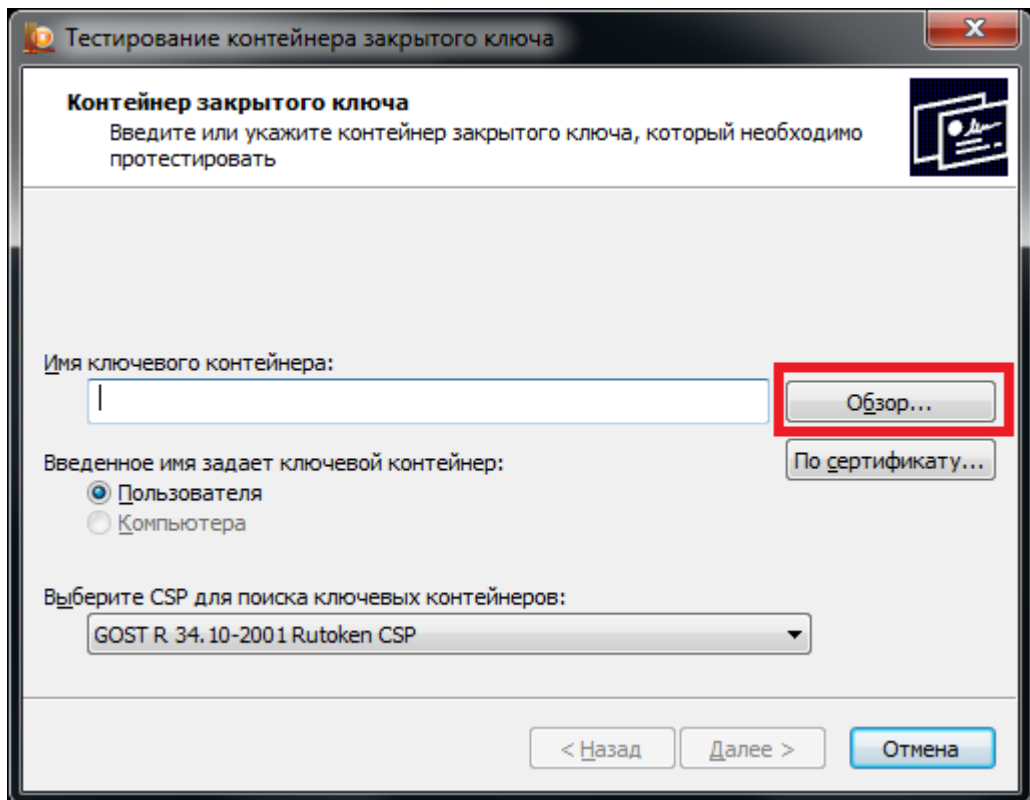 Тестирование контейнера закрытого ключа
Контейнер закрытого ключа
Введите или укажите контейнер закрытого ключа, который необходимо
протестировать
Имя ключевого контейнера:
Обзор...
Введенное имя задает ключевой контейнер:
По сертификату...
Пользователя
Компьютера
Выберите CSP для поиска ключевых контейнеров:
GOST R 34.10-2001 Rutoken CSP
< Назад
Далее >
Отмена